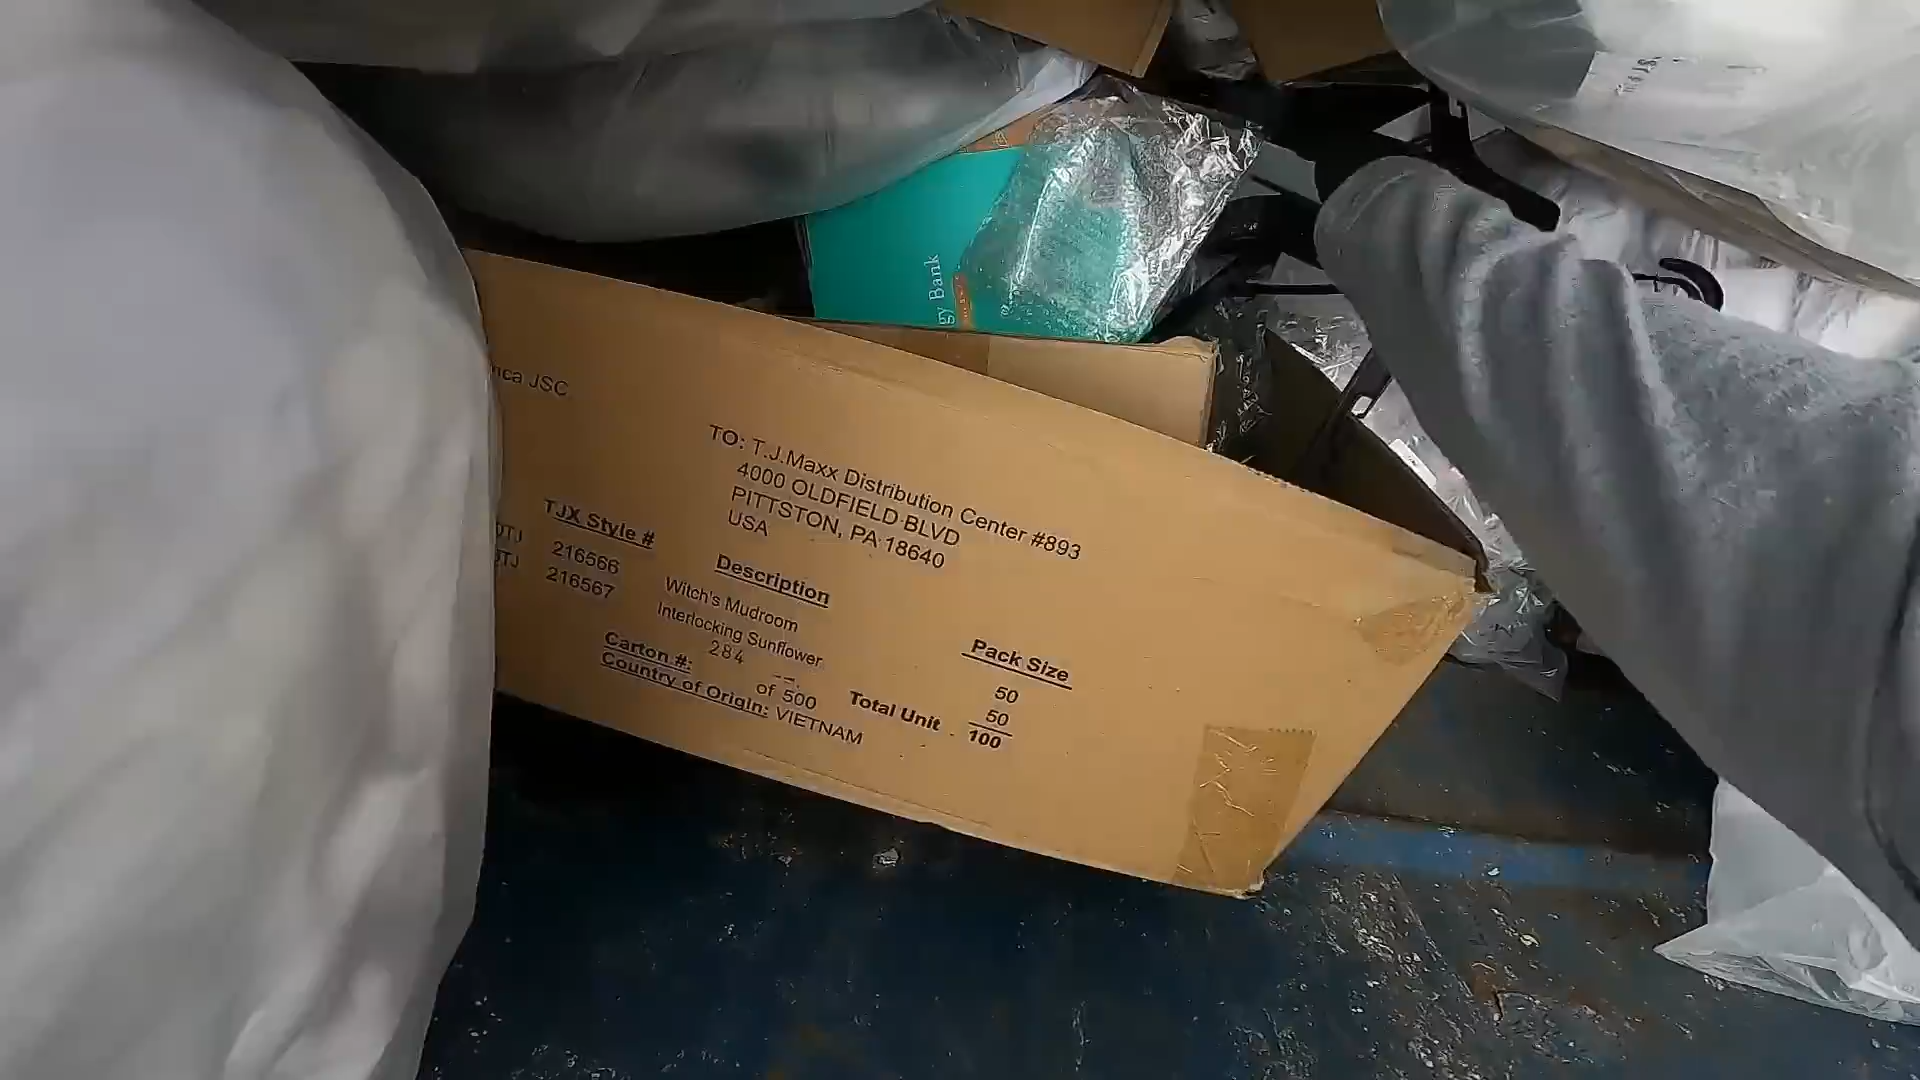 Bank
JSC
TO: T.J.Maxx Distribution Center #893
4000 OLDFIELD BLVD
PITTSTON, PA 18640
USA
TJX Style #
216566
216567
Description
Witch's Mudroom
Interlocking Sunflower
Pack Size
50
50
Total Unit 100
Carton #: 284 of 500
Country of Origin: VIETNAM